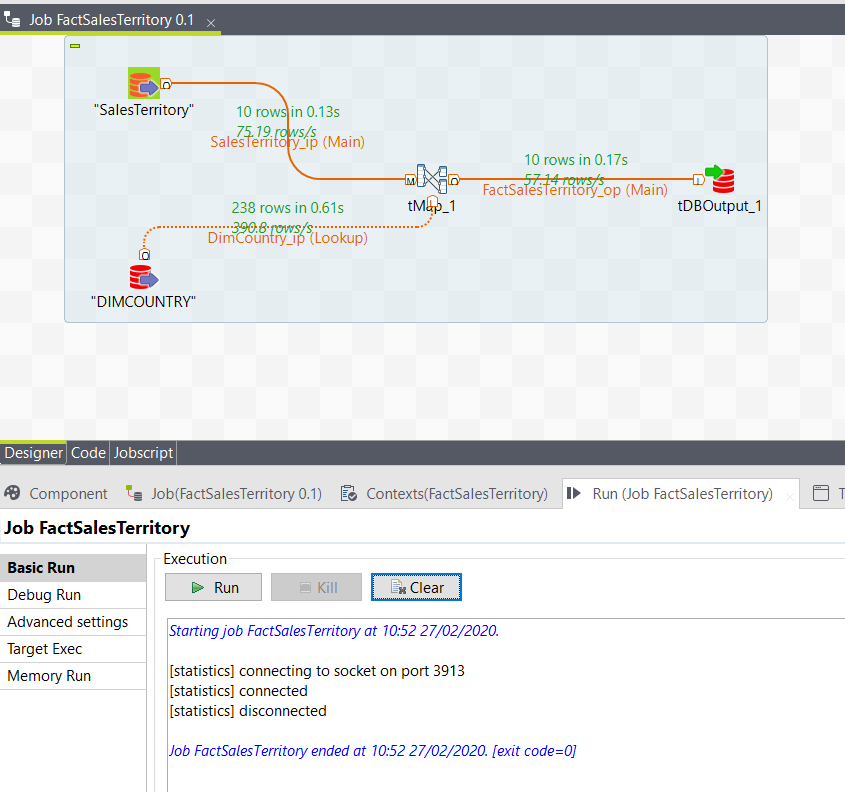 Job FactSalesTerritory 0.1
"SalesTerritory"
10 rows in 0.13s
75.19 rows/s
SalesTerritory_ip (Main)
10 rows in 0.17s
57.14 rows/s
FactSalesTerritory_op (Main)
tMap_1
tDBOutput_1
238 rows in 0.61s
390.8 rows/s
DimCountry_ip (Lookup)
"DIMCOUNTRY"
Designer Code Jobscript
Component Job(FactSalesTerritory 0.1) Contexts(FactSalesTerritory) Run (Job FactSalesTerritory) T
Job FactSalesTerritory
Basic Run
Debug Run
Advanced settings
Target Exec
Memory Run
Execution
Run Kill Clear
Starting job FactSalesTerritory at 10:52 27/02/2020.
[statistics] connecting to socket on port 3913
[statistics] connected
[statistics] disconnected
Job FactSalesTerritory ended at 10:52 27/02/2020. [exit code=0]